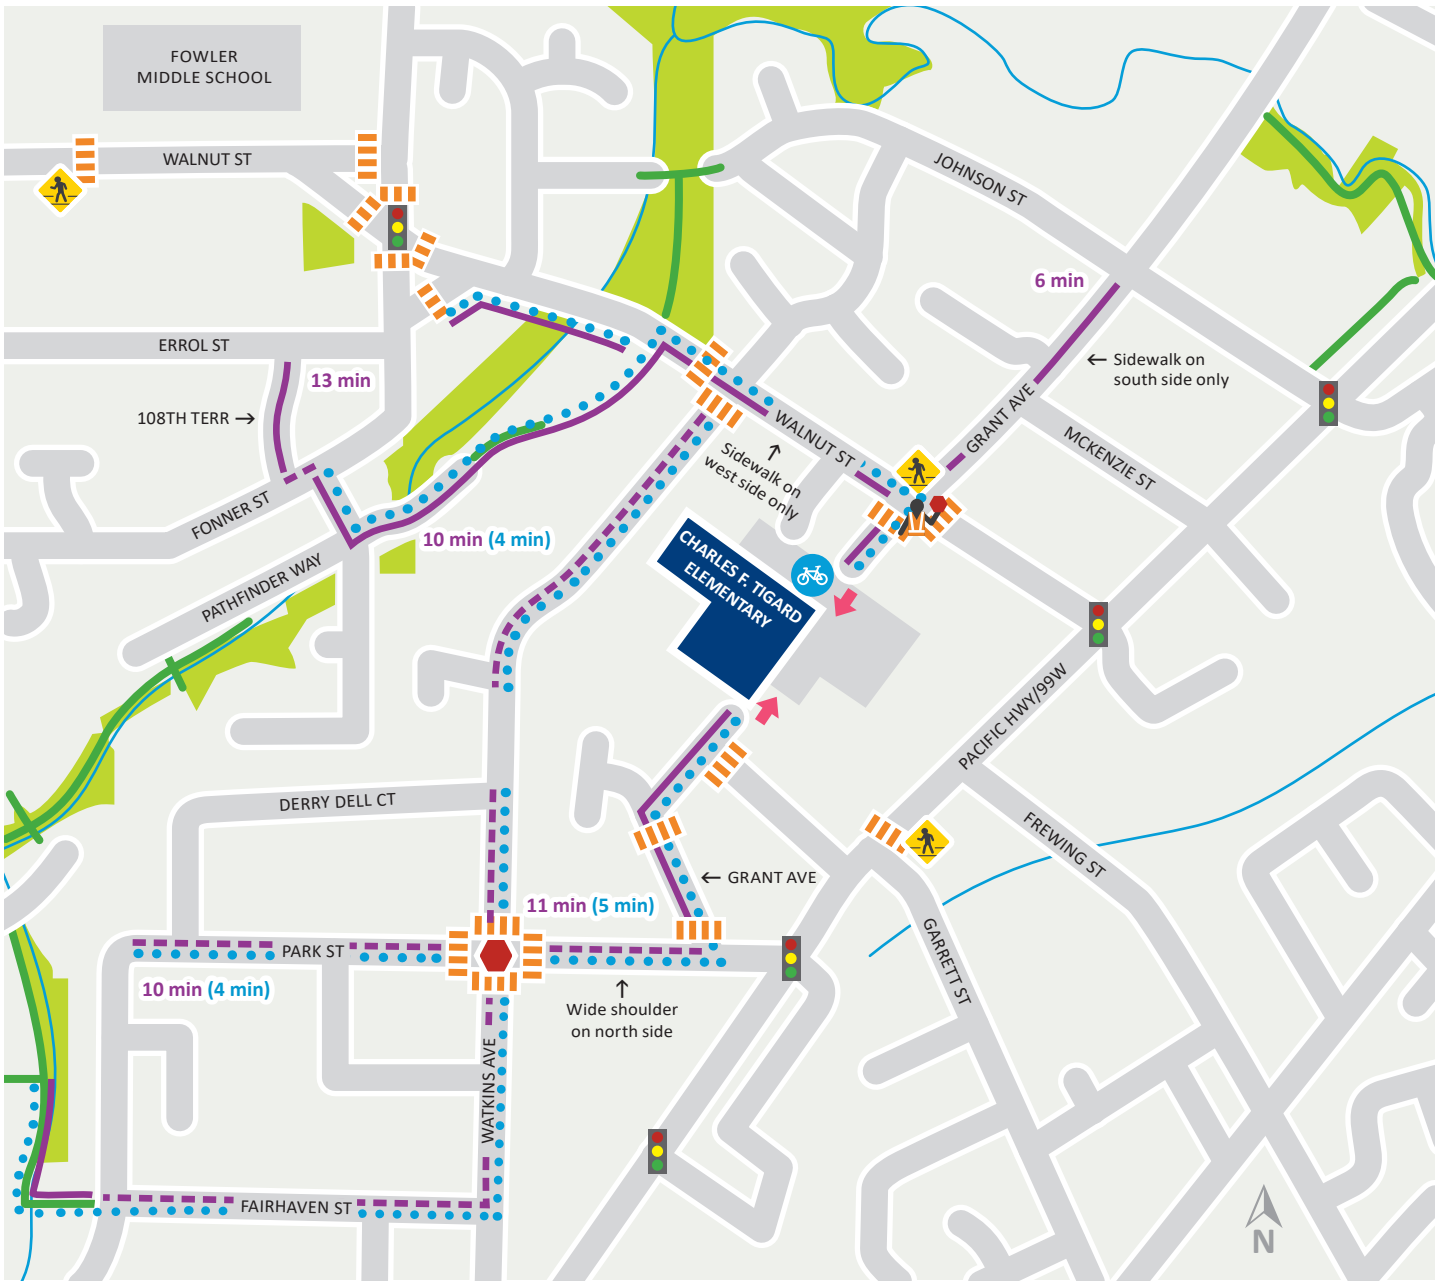 FOWLER
MIDDLE SCHOOL
WALNUT ST
JOHNSON ST
6 min
ERROL ST
13 min
108TH TERR →
← Sidewalk on
south side only
GRANT AVE
MCKENZIE ST
WALNUT ST
↑
Sidewalk on
west side only
FONNER ST
10 min (4 min)
PATHFINDER WAY
CHARLES F. TIGARD
ELEMENTARY
PACIFIC HWY/99W
DERRY DELL CT
FREWING ST
← GRANT AVE
11 min (5 min)
PARK ST
GARRETT ST
10 min (4 min)
↑
Wide shoulder
on north side
WATKINS AVE
FAIRHAVEN ST
N